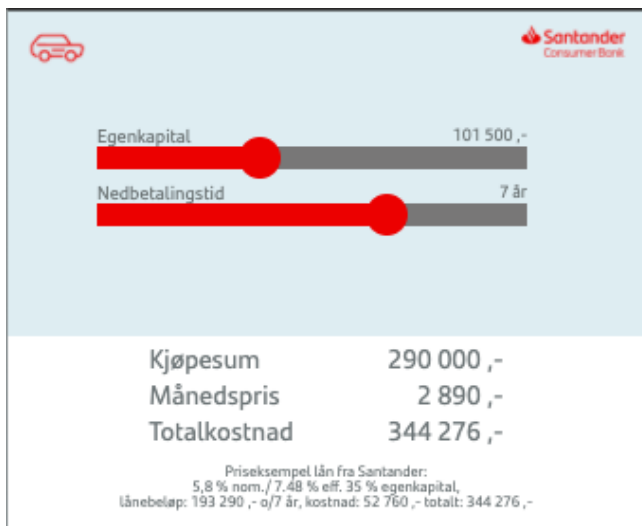 Santander
Consumer Bank
Egenkapital 101 500 ,-
Nedbetalingstid 7 år
Kjøpesum 290 000 ,-
Månedspris 2 890 ,-
Totalkostnad 344 276 ,-
Priseksempel lån fra Santander:
5,8 % nom./ 7.48 % eff. 35 % egenkapital,
lånebeløp: 193 290 ,- o/7 år, kostnad: 52 760 ,- totalt: 344 276 ,-